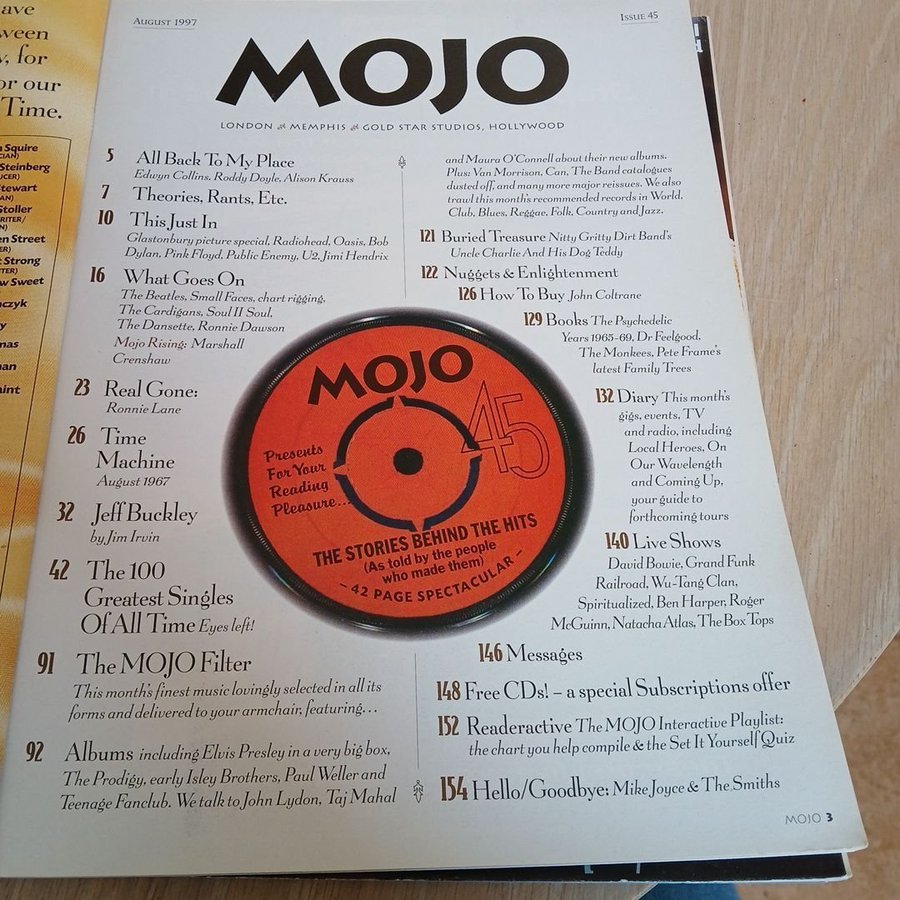 ave
ween
for
or our
Time.
Squire
Steinberg
Stewart
Stoller
Street
Strong
Sweet
August 1997
Issue 45
MOJO
LONDON MEMPHIS GOLD STAR STUDIOS, HOLLYWOOD
5 All Back To My Place
Edwyn Collins, Roddy Doyle, Alison Krauss
7 Theories, Rants, Etc.
10 This Just In
Glastonbury picture special, Radiohead, Oasis, Bob
Dylan, Pink Floyd, Public Enemy, U2, Jimi Hendrix
16 What Goes On
The Beatles, Small Faces, chart rigging,
The Cardigans, Soul II Soul,
The Dansette, Ronnie Dawson
Mojo Rising: Marshall
Crenshaw
23 Real Gone:
Ronnie Lane
26 Time
Machine
August 1967
32 Jeff Buckley
by Jim Irvin
42 The 100
Greatest Singles
Of All Time Eyes left!
91 The MOJO Filter
This month's finest music lovingly selected in all its
forms and delivered to your armchair, featuring...
92 Albums including Elvis Presley in a very big box,
The Prodigy, early Isley Brothers, Paul Weller and
Teenage Fanclub. We talk to John Lydon, Taj Mahal
and Maura O'Connell about their new albums.
Plus: Van Morrison, Can, The Band catalogues
dusted off, and many more major reissues. We also
trawl this month's recommended records in World,
Club, Blues, Reggae, Folk, Country and Jazz.
121 Buried Treasure Nitty Gritty Dirt Band's
Uncle Charlie And His Dog Teddy
122 Nuggets & Enlightenment
126 How To Buy John Coltrane
129 Books The Psychedelic
Years 1965-69, Dr Feelgood,
The Monkees, Pete Frame's
latest Family Trees
132 Diary This month's
gigs, events, TV
and radio, including
Local Heroes, On
Our Wavelength
and Coming Up,
your guide to
forthcoming tours
140 Live Shows
David Bowie, Grand Funk
Railroad, Wu-Tang Clan,
Spiritualized, Ben Harper, Roger
McGuinn, Natacha Atlas, The Box Tops
146 Messages
148 Free CDs! – a special Subscriptions offer
152 Readeractive The MOJO Interactive Playlist:
the chart you help compile & the Set It Yourself Quiz
154 Hello/Goodbye: Mike Joyce & The Smiths
MOJO
45
Presents
For Your
Reading
Pleasure...
THE STORIES BEHIND THE HITS
(As told by the people
who made them)
- 42 PAGE SPECTACULAR -
MOJO 3